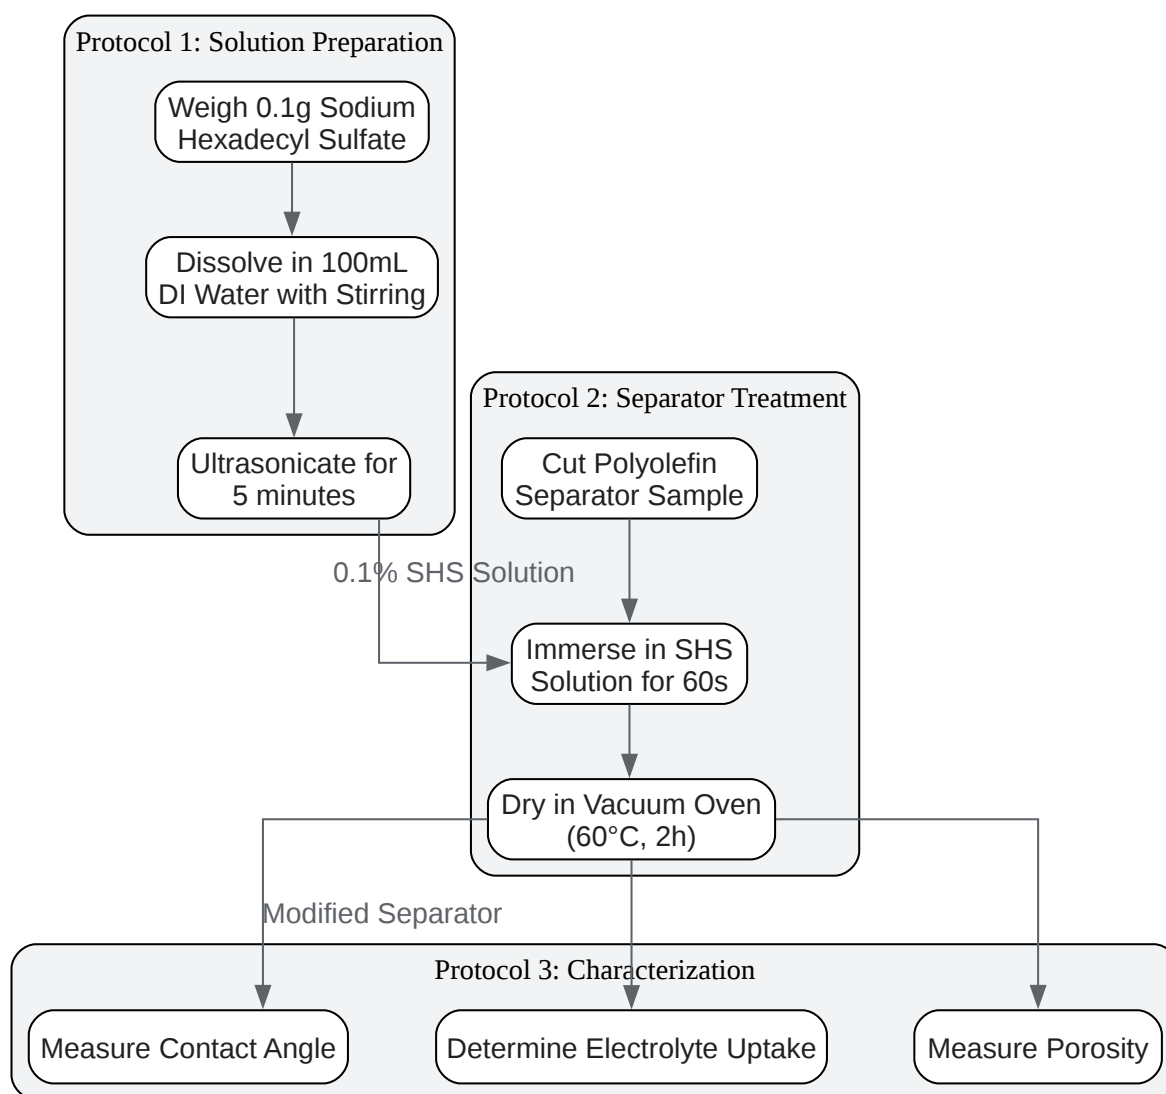 Protocol 1: Solution Preparation
Weigh 0.1g Sodium
Hexadecyl Sulfate
Dissolve in 100mL
DI Water with Stirring
Ultrasonicate for
5 minutes
0.1% SHS Solution
Protocol 2: Separator Treatment
Cut Polyolefin
Separator Sample
Immerse in SHS
Solution for 60s
Dry in Vacuum Oven
(60°C, 2h)
Modified Separator
Protocol 3: Characterization
Measure Contact Angle
Determine Electrolyte Uptake
Measure Porosity